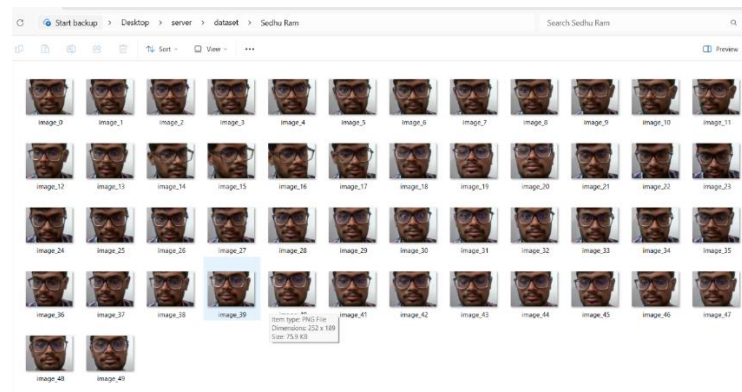 Start backup > Desktop > server > dataset > Sedhu Ram Search Sedhu Ram
Sort View ... Preview
image_0 image_1 image_2 image_3 image_4 image_5 image_6 image_7 image_8 image_9 image_10 image_11
image_12 image_13 image_14 image_15 image_16 image_17 image_18 image_19 image_20 image_21 image_22 image_23
image_24 image_25 image_26 image_27 image_28 image_29 image_30 image_31 image_32 image_33 image_34 image_35
image_36 image_37 image_38 image_39 image_41 image_42 image_43 image_44 image_45 image_46 image_47
Item type: PNG File
Dimensions: 252 x 189
Size: 75.9 KB
image_48 image_49